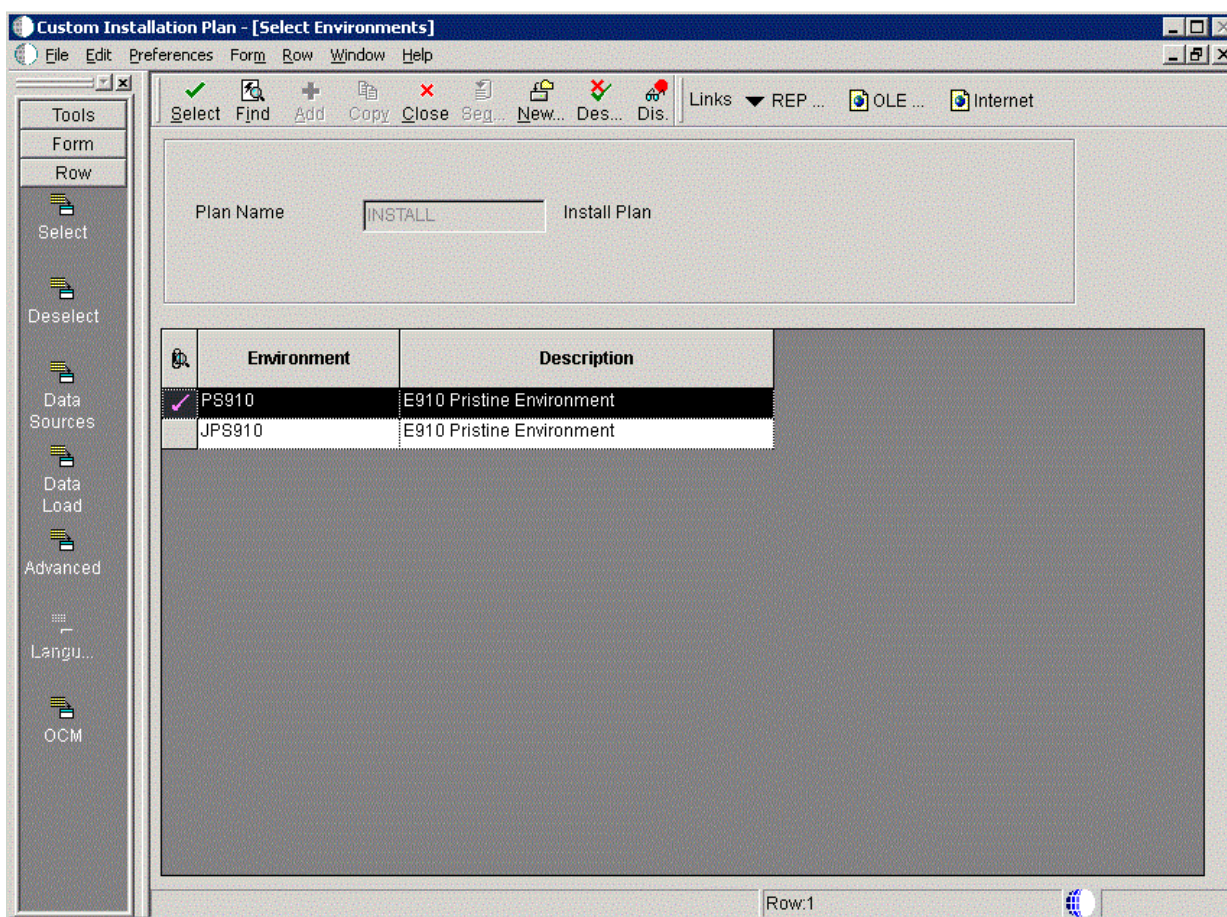 Custom Installation Plan - [Select Environments]
File Edit Preferences Form Row Window Help
Tools
Form
Row
Select
Deselect
Data
Sources
Data
Load
Advanced
Langu...
OCM
Select Find Add Copy Close Seq... New... Des... Dis. Links REP ... OLE ... Internet
Plan Name INSTALL Install Plan
Environment Description
PS910 E910 Pristine Environment
JPS910 E910 Pristine Environment
Row:1